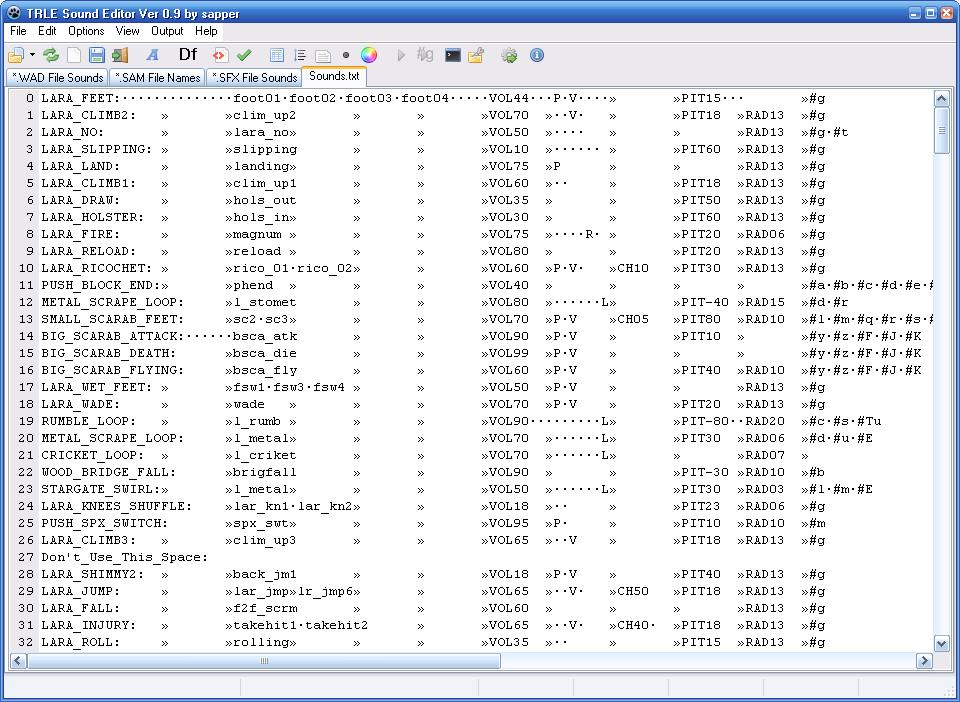 TRLE Sound Editor Ver 0.9 by sapper
File Edit Options View Output Help
A Df #g
*.WAD File Sounds *.SAM File Names *.SFX File Sounds Sounds.txt
0 LARA_FEET:··············foot01·foot02·foot03·foot04·····VOL44···P·V····» »PIT15··· »#g
1 LARA_CLIMB2: » »clim_up2 » » »VOL70 »··V· »PIT18 »RAD13 »#g
2 LARA_NO: » »lara_no» » »VOL50 »···· » »RAD13 »#g·#t
3 LARA_SLIPPING: » »slipping » »VOL10 »······ »PIT60 »RAD13 »#g
4 LARA_LAND: » »landing» » »VOL75 »P » »RAD13 »#g
5 LARA_CLIMB1: » »clim_up1 » » »VOL60 »·· » »PIT18 »RAD13 »#g
6 LARA_DRAW: » »hols_out » » »VOL35 » »PIT50 »RAD13 »#g
7 LARA_HOLSTER: » »hols_in» » »VOL30 » »PIT60 »RAD13 »#g
8 LARA_FIRE: » »magnum » » »VOL75 »····R· »PIT20 »RAD06 »#g
9 LARA_RELOAD: » »reload » » »VOL80 » »PIT20 »RAD13 »#g
10 LARA_RICOCHET: »rico_01·rico_02» » »VOL60 »P·V· »CH10 »PIT30 »RAD13 »#g
11 PUSH_BLOCK_END:» »phend » » »VOL40 » » » » »#a·#b·#c·#d·#e·#
12 METAL_SCRAPE_LOOP: »l_stomet » » »VOL80 »······L» »PIT-40 »RAD15 »#d·#r
13 SMALL_SCARAB_FEET: »sc2·sc3» » » »VOL70 »P·V »CH05 »PIT80 »RAD10 »#l·#m·#q·#r·#s·#
14 BIG_SCARAB_ATTACK:······bsca_atk » » »VOL90 »P·V » »PIT10 » »#y·#z·#F·#J·#K
15 BIG_SCARAB_DEATH: »bsca_die » » »VOL99 »P·V » » » »#y·#z·#F·#J·#K
16 BIG_SCARAB_FLYING: »bsca_fly » » »VOL60 »P·V » »PIT40 »RAD10 »#y·#z·#F·#J·#K
17 LARA_WET_FEET: » »fsw1·fsw3·fsw4 » » »VOL50 »P·V » » »RAD13 »#g
18 LARA_WADE: » »wade » » » »VOL70 »P·V » »PIT20 »RAD13 »#g
19 RUMBLE_LOOP: » »l_rumb » » » »VOL90·········L» »PIT-80··RAD20 »#c·#s·#Tu
20 METAL_SCRAPE_LOOP: »l_metal» » » »VOL70 »······L» »PIT30 »RAD06 »#d·#u·#E
21 CRICKET_LOOP: » »l_criket » » »VOL70 »······L» » »RAD07 »
22 WOOD_BRIDGE_FALL: »brigfall » » »VOL90 » » »PIT-30 »RAD10 »#b
23 STARGATE_SWIRL:» »l_metal» » » »VOL50 »······L» »PIT30 »RAD03 »#l·#m·#E
24 LARA_KNEES_SHUFFLE: »lar_kn1·lar_kn2» » »VOL18 »·· » »PIT23 »RAD06 »#g
25 PUSH_SPX_SWITCH: »spx_swt» » » »VOL95 »P· » »PIT10 »RAD10 »#m
26 LARA_CLIMB3: » »clim_up3 » » »VOL65 »··V » »PIT18 »RAD13 »#g
27 Don't_Use_This_Space:
28 LARA_SHIMMY2: » »back_jm1 » » »VOL18 »P·V » »PIT40 »RAD13 »#g
29 LARA_JUMP: » »lar_jmp»lr_jmp6» » »VOL65 »··V· »CH50 »PIT18 »RAD13 »#g
30 LARA_FALL: » »f2f_scrm » » »VOL60 » » » »RAD13 »#g
31 LARA_INJURY: » »takehit1·takehit2 » »VOL65 »··V· »CH40· »PIT18 »RAD13 »#g
32 LARA_ROLL: » »rolling» » » »VOL35 »·· » »PIT15 »RAD13 »#g